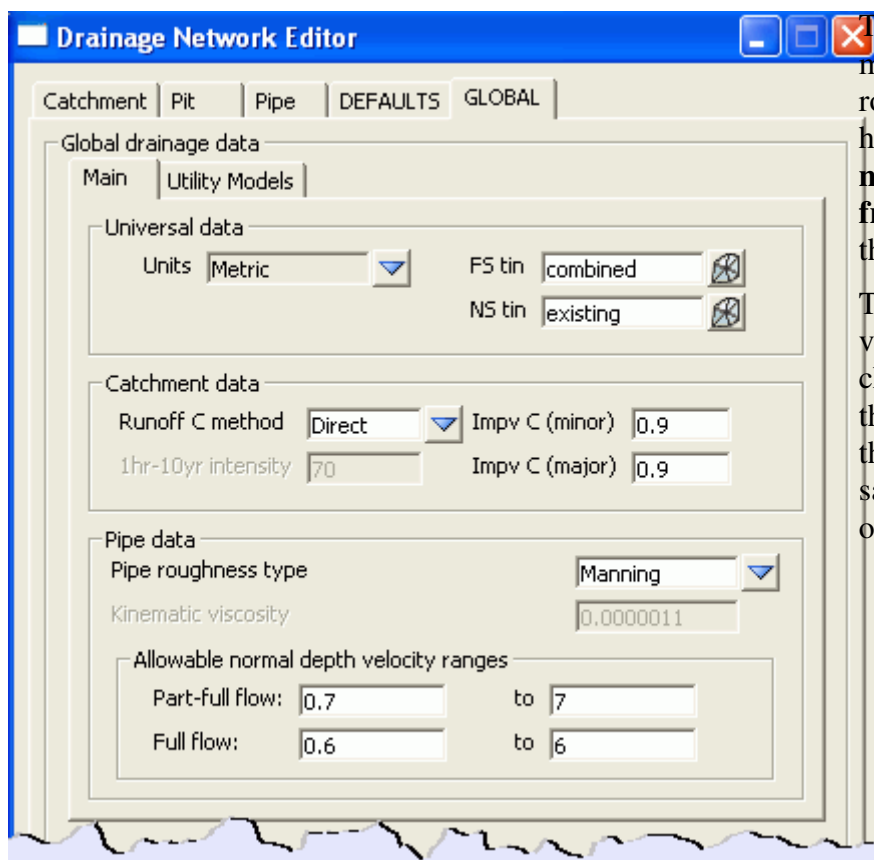 Drainage Network Editor
Catchment Pit Pipe DEFAULTS GLOBAL
Global drainage data
Main Utility Models
Universal data
Units Metric FS tin combined
NS tin existing
Catchment data
Runoff C method Direct Impv C (minor) 0.9
1hr-10yr intensity 70 Impv C (major) 0.9
Pipe data
Pipe roughness type Manning
Kinematic viscosity 0.0000011
Allowable normal depth velocity ranges
Part-full flow: 0.7 to 7
Full flow: 0.6 to 6